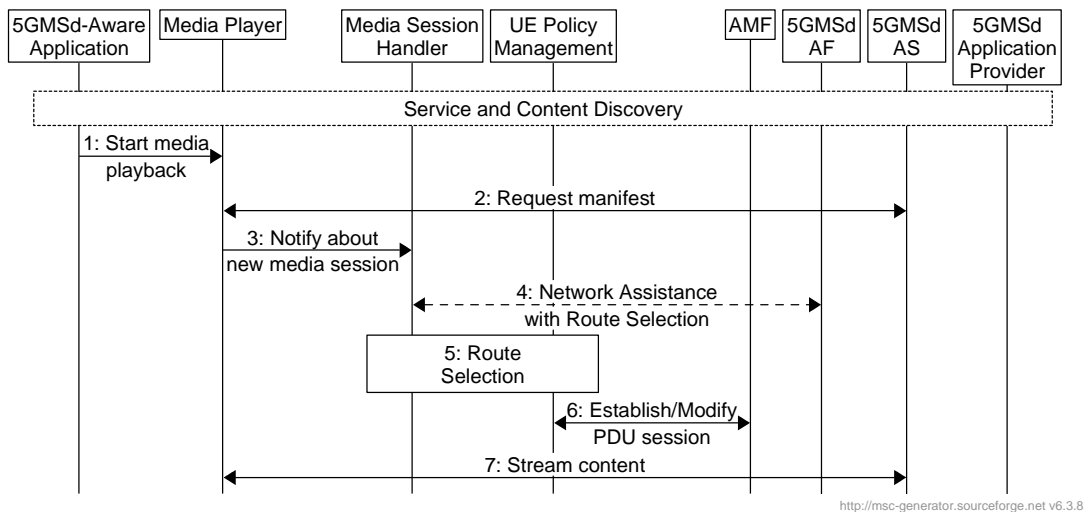 5GMSd-Aware
Application
Media Player
Media Session
Handler
UE Policy
Management
AMF
5GMSd
AF
5GMSd
AS
5GMSd
Application
Provider
Service and Content Discovery
1: Start media
playback
2: Request manifest
3: Notify about
new media session
4: Network Assistance
with Route Selection
5: Route
Selection
6: Establish/Modify
PDU session
7: Stream content
http://msc-generator.sourceforge.net v6.3.8